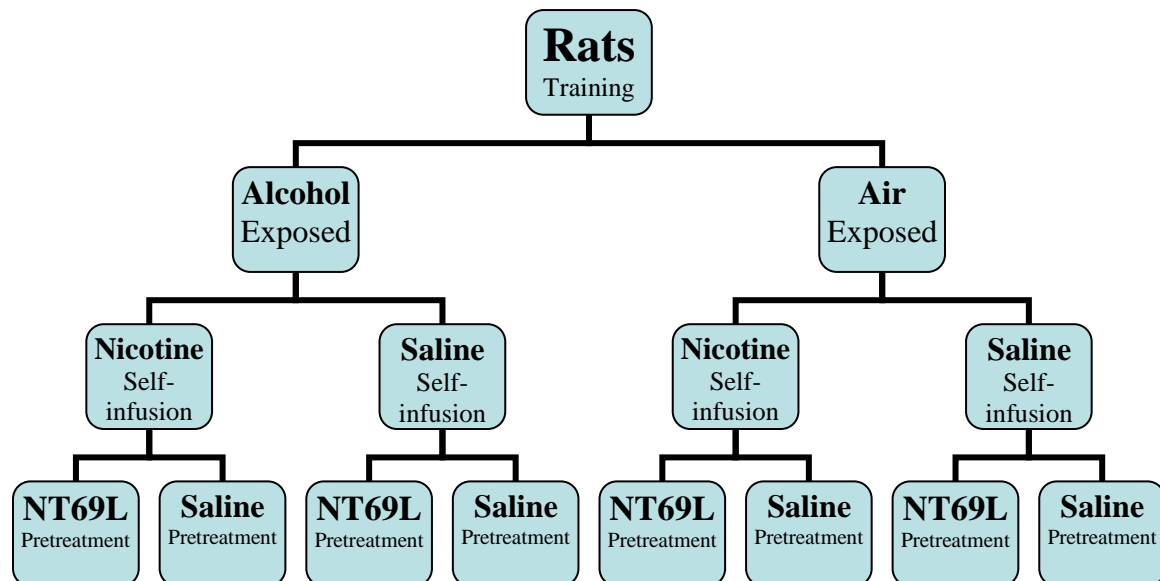 Rats
Training
Alcohol
Exposed
Air
Exposed
Nicotine
Self-
infusion
Saline
Self-
infusion
Nicotine
Self-
infusion
Saline
Self-
infusion
NT69L
Pretreatment
Saline
Pretreatment
NT69L
Pretreatment
Saline
Pretreatment
NT69L
Pretreatment
Saline
Pretreatment
NT69L
Pretreatment
Saline
Pretreatment